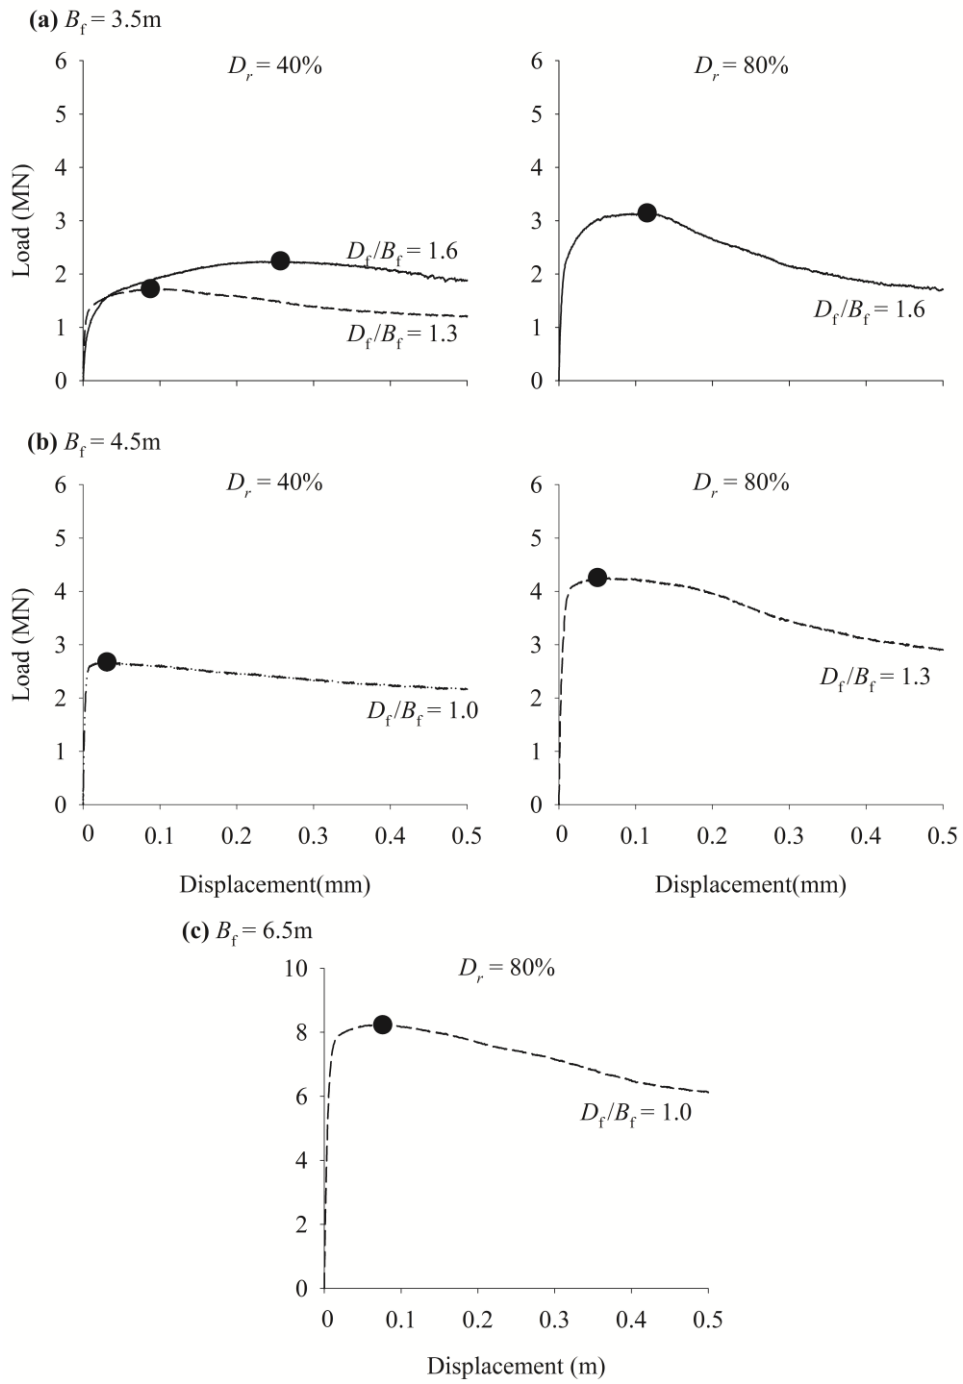 (a) Bf = 3.5m
Dr = 40%
6
5
4
3
2
1
0
Load (MN)
Df/Bf = 1.6
Df/Bf = 1.3
Dr = 80%
6
5
4
3
2
1
0
Df/Bf = 1.6
(b) Bf = 4.5m
Dr = 40%
6
5
4
3
2
1
0
Load (MN)
Df/Bf = 1.0
0 0.1 0.2 0.3 0.4 0.5
Displacement(mm)
Dr = 80%
6
5
4
3
2
1
0
Df/Bf = 1.3
0 0.1 0.2 0.3 0.4 0.5
Displacement(mm)
(c) Bf = 6.5m
Dr = 80%
10
8
6
4
2
0
Df/Bf = 1.0
0 0.1 0.2 0.3 0.4 0.5
Displacement (m)